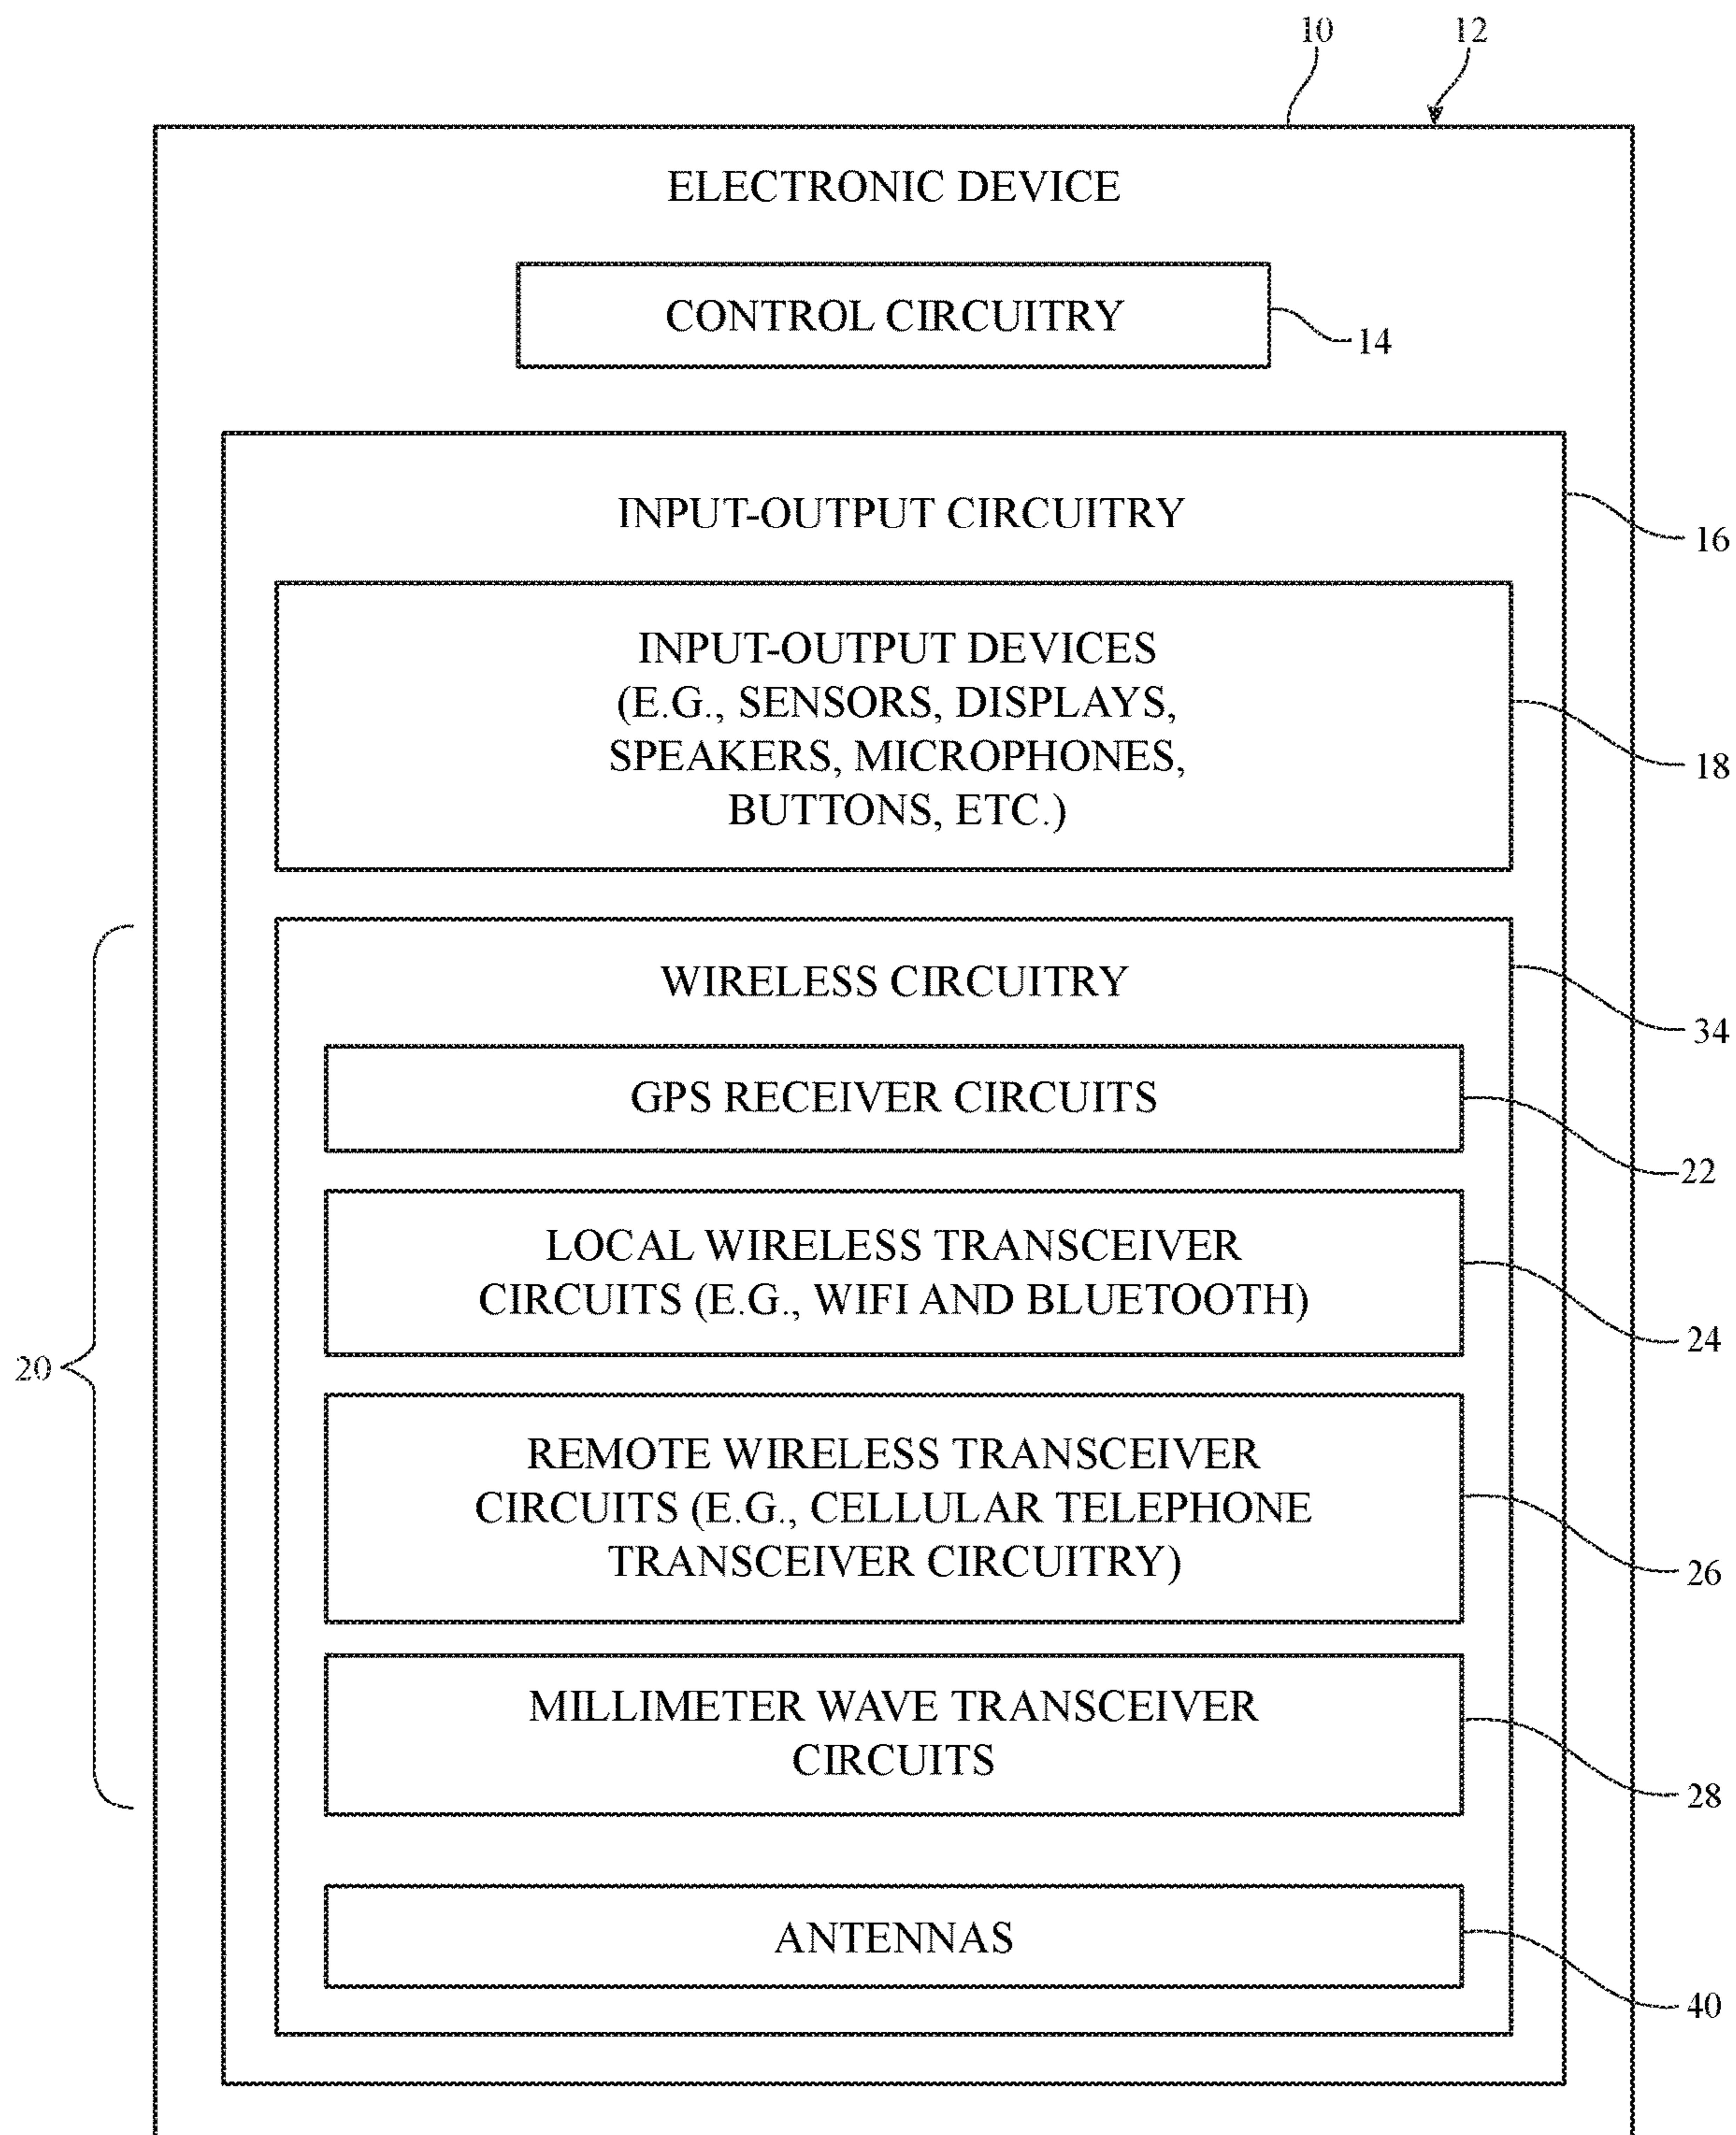 10
12
ELECTRONIC DEVICE
CONTROL CIRCUITRY
14
INPUT-OUTPUT CIRCUITRY
16
INPUT-OUTPUT DEVICES
(E.G., SENSORS, DISPLAYS,
SPEAKERS, MICROPHONES,
BUTTONS, ETC.)
18
WIRELESS CIRCUITRY
34
GPS RECEIVER CIRCUITS
22
LOCAL WIRELESS TRANSCEIVER
CIRCUITS (E.G., WIFI AND BLUETOOTH)
24
20
REMOTE WIRELESS TRANSCEIVER
CIRCUITS (E.G., CELLULAR TELEPHONE
TRANSCEIVER CIRCUITRY)
26
MILLIMETER WAVE TRANSCEIVER
CIRCUITS
28
ANTENNAS
40